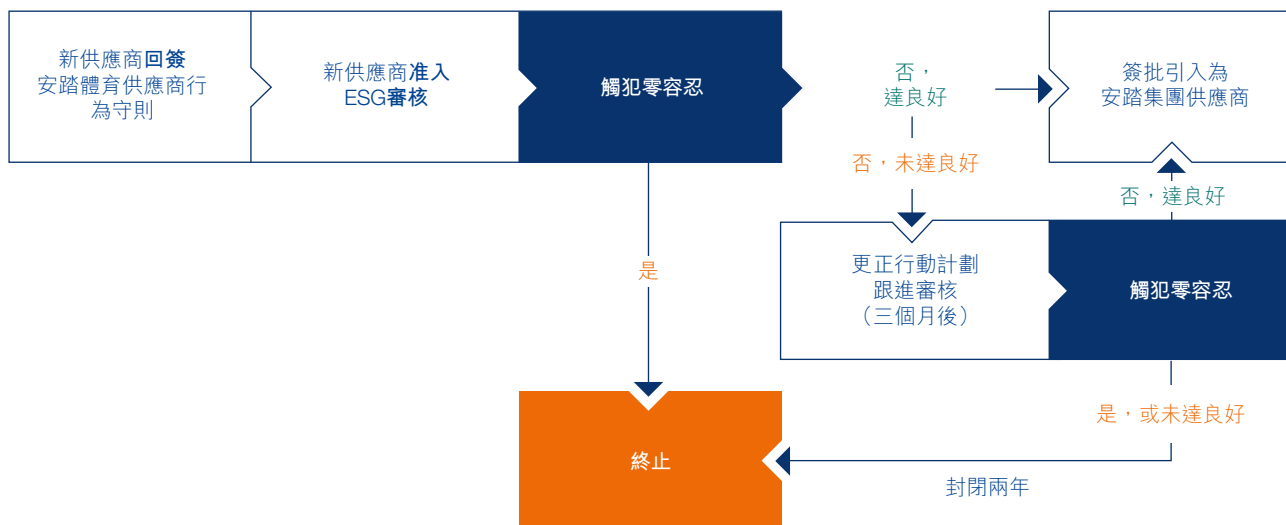 新供應商回簽
安踏體育供應商行
為守則
新供應商准入
ESG審核
觸犯零容忍
否，
達良好
簽批引入為
安踏集團供應商
否，未達良好
否，達良好
是
更正行動計劃
跟進審核
（三個月後）
觸犯零容忍
是，或未達良好
終止
封閉兩年